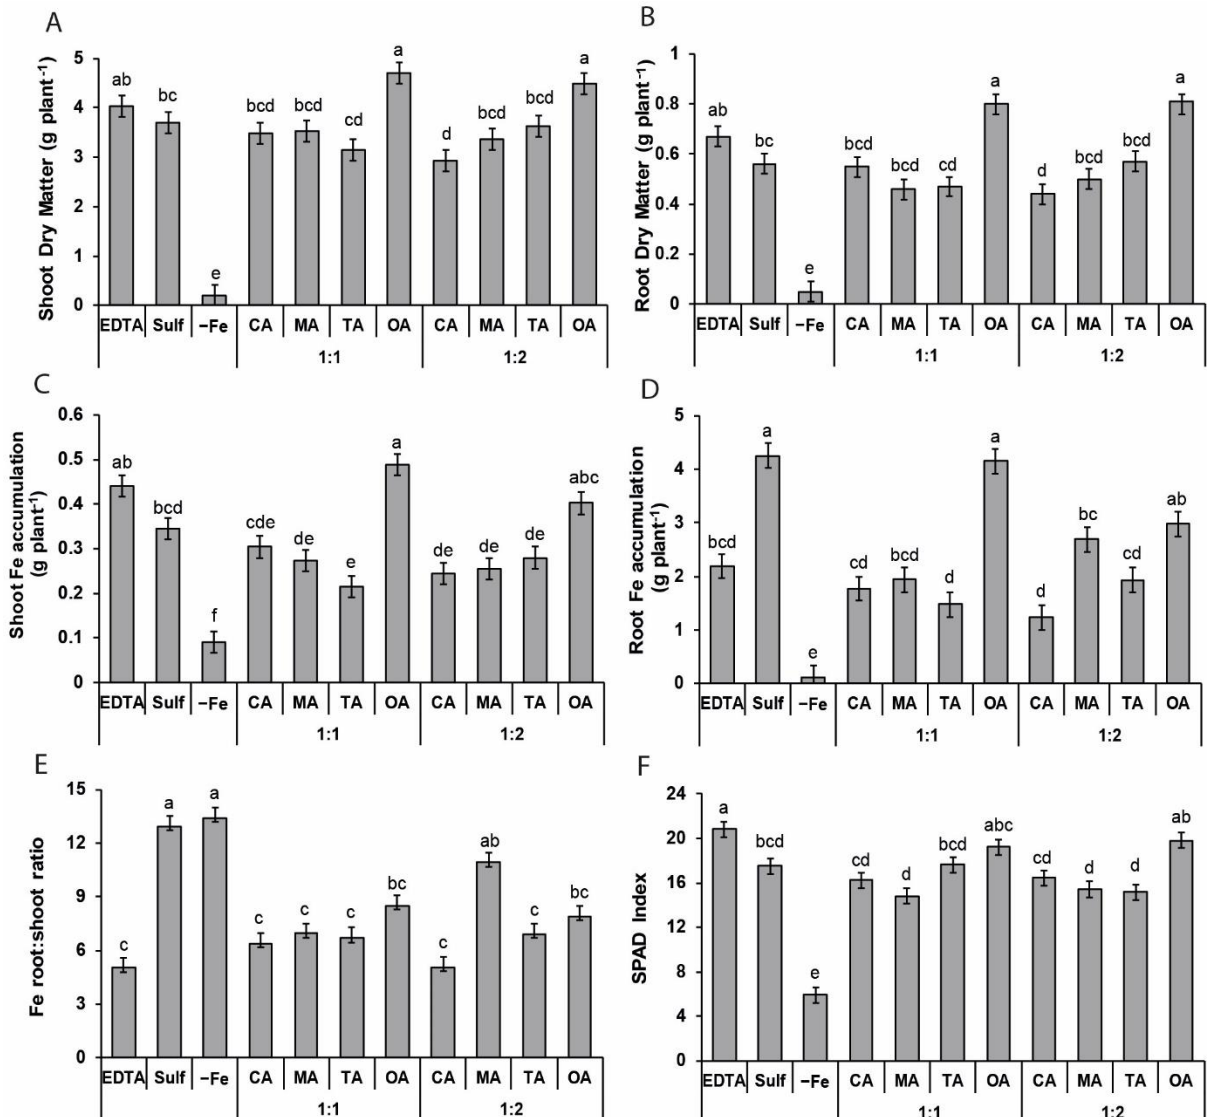 A
Shoot Dry Matter (g plant⁻¹)
5
4
3
2
1
0
ab
bc
e
bcd
bcd
cd
a
d
bcd
bcd
a
EDTA Sulf −Fe CA MA TA OA CA MA TA OA
1:1 1:2
B
Root Dry Matter (g plant⁻¹)
1
0.8
0.6
0.4
0.2
0
ab
bc
e
bcd
bcd
cd
a
d
bcd
bcd
a
EDTA Sulf −Fe CA MA TA OA CA MA TA OA
1:1 1:2
C
Shoot Fe accumulation
(g plant⁻¹)
0.6
0.5
0.4
0.3
0.2
0.1
0
ab
bcd
f
cde
de
e
a
de
de
de
abc
EDTA Sulf −Fe CA MA TA OA CA MA TA OA
1:1 1:2
D
Root Fe accumulation
(g plant⁻¹)
5
4
3
2
1
0
bcd
a
e
cd
bcd
d
a
d
bc
cd
ab
EDTA Sulf −Fe CA MA TA OA CA MA TA OA
1:1 1:2
E
Fe root:shoot ratio
15
12
9
6
3
0
c
a
a
c
c
c
bc
c
ab
c
bc
EDTA Sulf −Fe CA MA TA OA CA MA TA OA
1:1 1:2
F
SPAD Index
24
20
16
12
8
4
0
a
bcd
e
cd
d
bcd
abc
cd
d
d
ab
EDTA Sulf −Fe CA MA TA OA CA MA TA OA
1:1 1:2